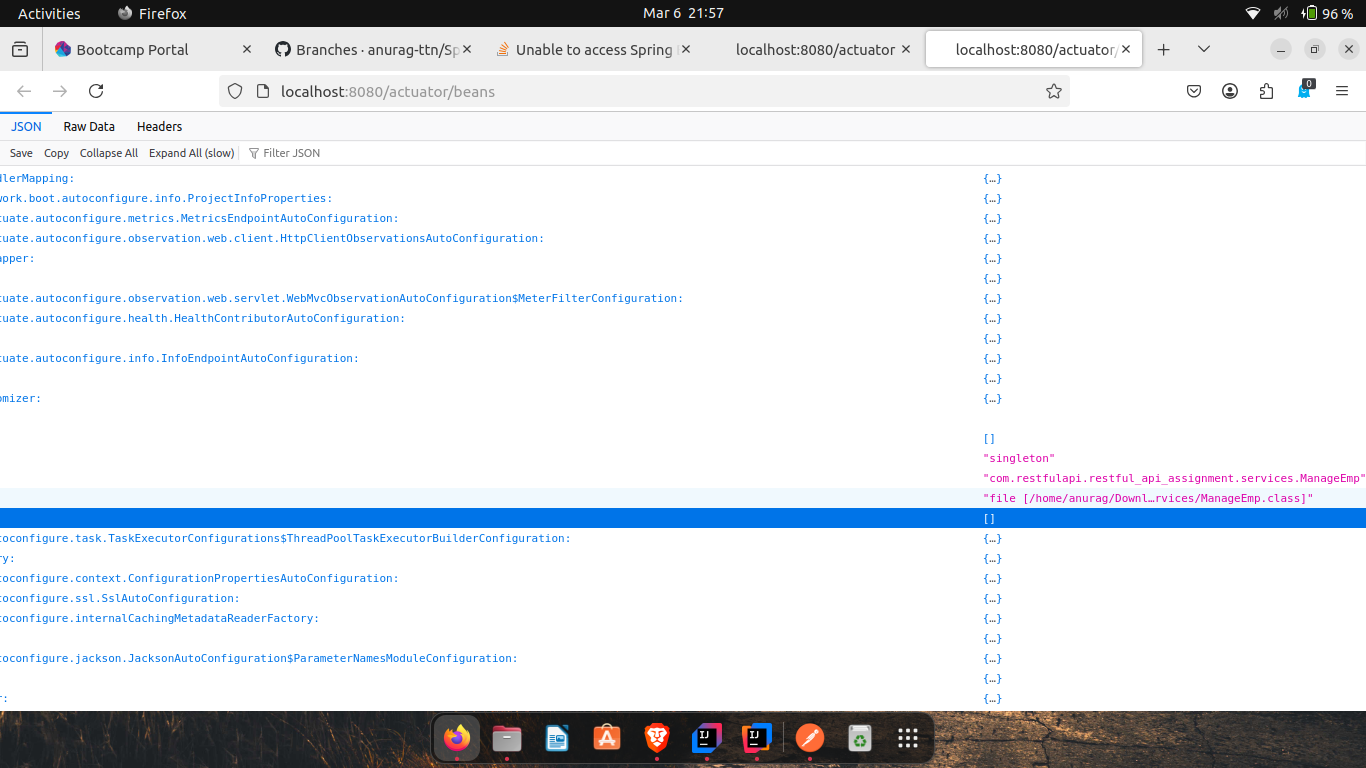 Activities Firefox Mar 6 21:57 96 %
Bootcamp Portal Branches · anurag-ttn/Sp Unable to access Spring localhost:8080/actuator localhost:8080/actuator/
localhost:8080/actuator/beans 0
JSON Raw Data Headers
Save Copy Collapse All Expand All (slow) Filter JSON
dlerMapping: {…}
work.boot.autoconfigure.info.ProjectInfoProperties: {…}
tuate.autoconfigure.metrics.MetricsEndpointAutoConfiguration: {…}
tuate.autoconfigure.observation.web.client.HttpClientObservationsAutoConfiguration: {…}
apper: {…}
{…}
tuate.autoconfigure.observation.web.servlet.WebMvcObservationAutoConfiguration$MeterFilterConfiguration: {…}
tuate.autoconfigure.health.HealthContributorAutoConfiguration: {…}
{…}
tuate.autoconfigure.info.InfoEndpointAutoConfiguration: {…}
{…}
omizer: {…}
[]
"singleton"
"com.restfulapi.restful_api_assignment.services.ManageEmp"
"file [/home/anurag/Downl…rvices/ManageEmp.class]"
[]
toconfigure.task.TaskExecutorConfigurations$ThreadPoolTaskExecutorBuilderConfiguration: {…}
ry: {…}
toconfigure.context.ConfigurationPropertiesAutoConfiguration: {…}
toconfigure.ssl.SslAutoConfiguration: {…}
toconfigure.internalCachingMetadataReaderFactory: {…}
{…}
toconfigure.jackson.JacksonAutoConfiguration$ParameterNamesModuleConfiguration: {…}
{…}
r: {…}
IJ IJ